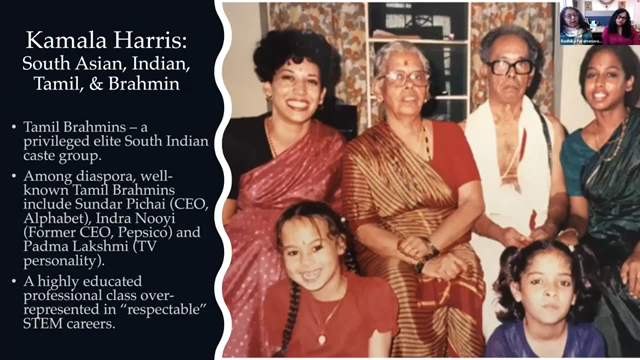 Kamala Harris:
South Asian, Indian,
Tamil, & Brahmin
• Tamil Brahmins – a
privileged elite South Indian
caste group.
• Among diaspora, well-
known Tamil Brahmins
include Sundar Pichai (CEO,
Alphabet), Indra Nooyi
(Former CEO, Pepsico) and
Padma Lakshmi (TV
personality).
• A highly educated
professional class over-
represented in “respectable”
STEM careers.